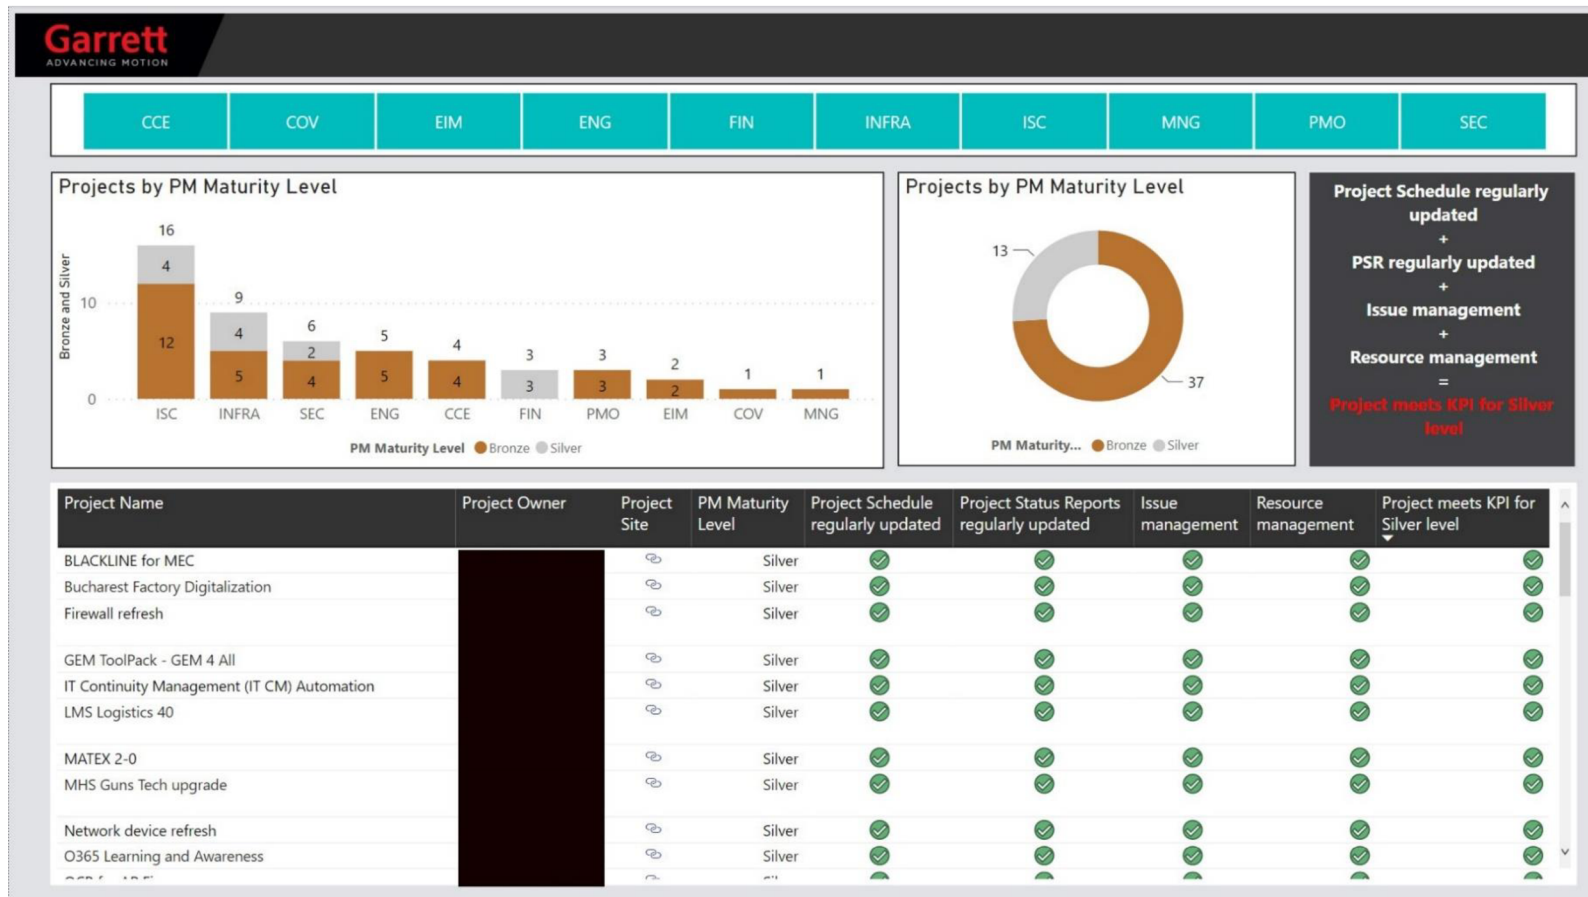 Garrett
ADVANCING MOTION
CCE COV EIM ENG FIN INFRA ISC MNG PMO SEC
Projects by PM Maturity Level
Bronze and Silver
10
0
16
4
12
9
4
5
6
2
4
5
5
4
4
3
3
3
3
2
2
1
1
ISC INFRA SEC ENG CCE FIN PMO EIM COV MNG
PM Maturity Level Bronze Silver
Projects by PM Maturity Level
13
37
PM Maturity... Bronze Silver
Project Schedule regularly
updated
+
PSR regularly updated
+
Issue management
+
Resource management
=
Project meets KPI for Silver
level
Project Name Project Owner Project Site PM Maturity Level Project Schedule regularly updated Project Status Reports regularly updated Issue management Resource management Project meets KPI for Silver level
BLACKLINE for MEC Silver
Bucharest Factory Digitalization Silver
Firewall refresh Silver
GEM ToolPack - GEM 4 All Silver
IT Continuity Management (IT CM) Automation Silver
LMS Logistics 40 Silver
MATEX 2-0 Silver
MHS Guns Tech upgrade Silver
Network device refresh Silver
O365 Learning and Awareness Silver